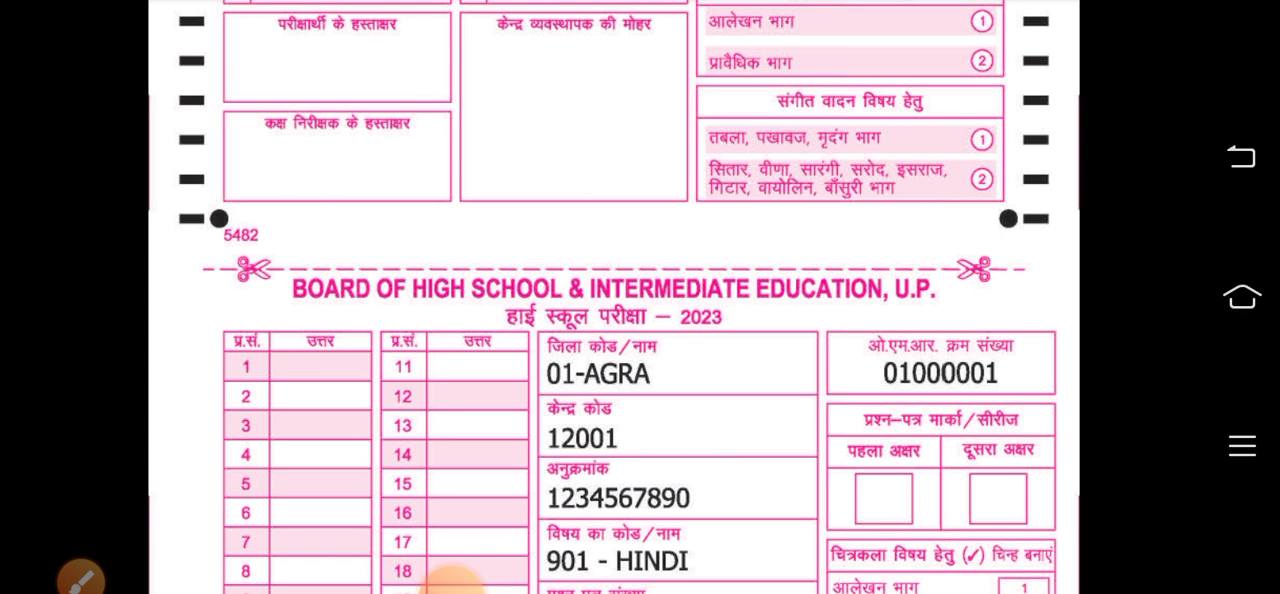 परीक्षार्थी के हस्ताक्षर
केन्द्र व्यवस्थापक की मोहर
कक्ष निरीक्षक के हस्ताक्षर
आलेखन भाग 1
प्रावैधिक भाग 2
संगीत वादन विषय हेतु
तबला, पखावज, मृदंग भाग 1
सितार, वीणा, सारंगी, सरोद, इसराज, 2
गिटार, वायोलिन, बाँसुरी भाग
5482
BOARD OF HIGH SCHOOL & INTERMEDIATE EDUCATION, U.P.
हाई स्कूल परीक्षा – 2023
प्र.सं. उत्तर
1
2
3
4
5
6
7
8
प्र.सं. उत्तर
11
12
13
14
15
16
17
18
जिला कोड/नाम
01-AGRA
केन्द्र कोड
12001
अनुक्रमांक
1234567890
विषय का कोड/नाम
901 - HINDI
ओ.एम.आर. क्रम संख्या
01000001
प्रश्न–पत्र मार्का/सीरीज
पहला अक्षर दूसरा अक्षर
चित्रकला विषय हेतु (✓) चिन्ह बनाएं
आलेखन भाग 1